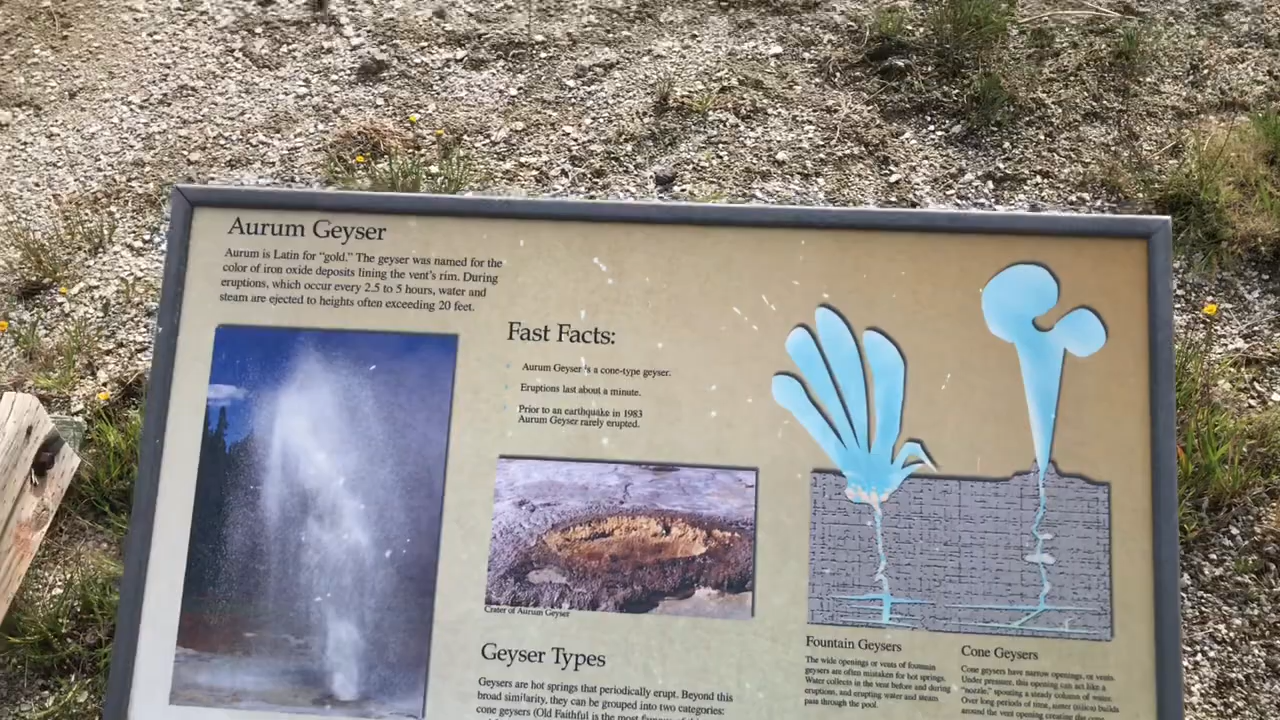 Aurum Geyser
Aurum is Latin for “gold.” The geyser was named for the
color of iron oxide deposits lining the vent’s rim. During
eruptions, which occur every 2.5 to 5 hours, water and
steam are ejected to heights often exceeding 20 feet.
Fast Facts:
Aurum Geyser is a cone-type geyser.
Eruptions last about a minute.
Prior to an earthquake in 1983
Aurum Geyser rarely erupted.
Crater of Aurum Geyser
Geyser Types
Geysers are hot springs that periodically erupt. Beyond this
broad similarity, they can be grouped into two categories:
cone geysers (Old Faithful is the most
Fountain Geysers
The wide openings or vents of fountain
geysers are often mistaken for hot springs.
Water collects in the vent before and during
eruptions, and erupting water and steam
pass through the pool.
Cone Geysers
Cone geysers have narrow openings, or vents.
Under pressure, this opening can act like a
“nozzle,” spouting a steady column of water.
Over long periods of time, sinter (silica) builds
around the vent opening creating the